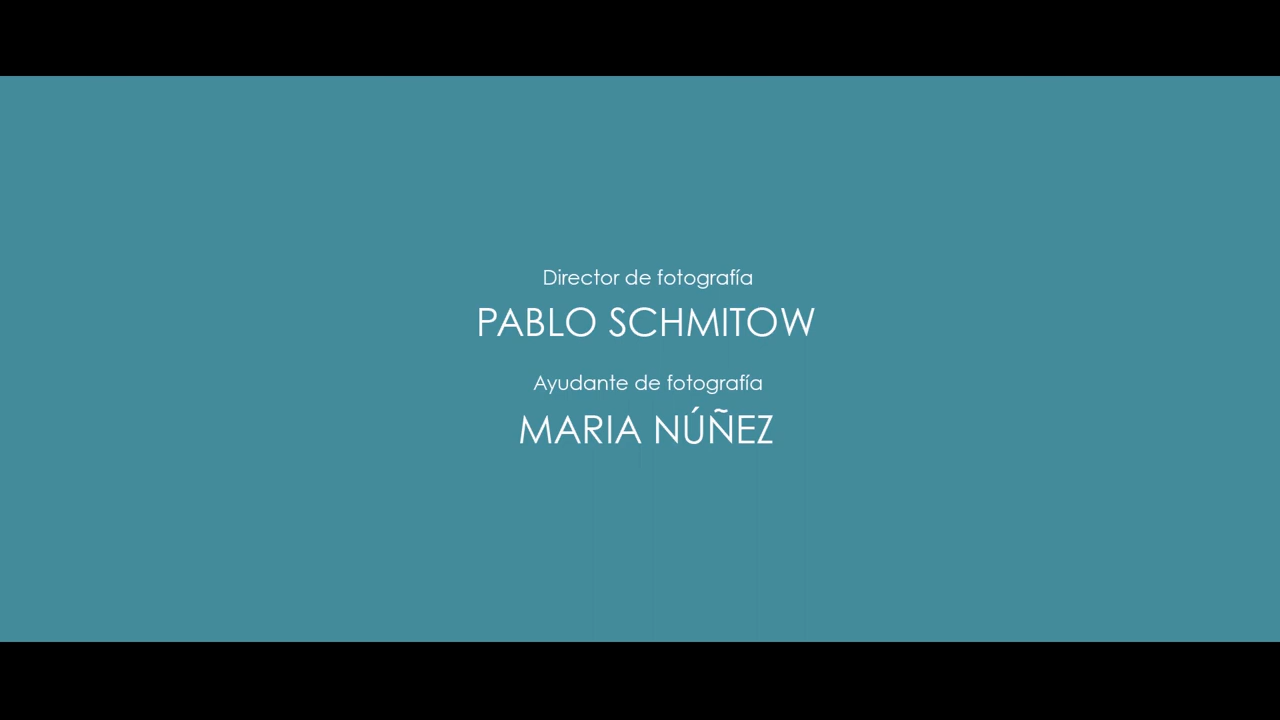 Director de fotografía
PABLO SCHMITOW
Ayudante de fotografía
MARIA NÚÑEZ